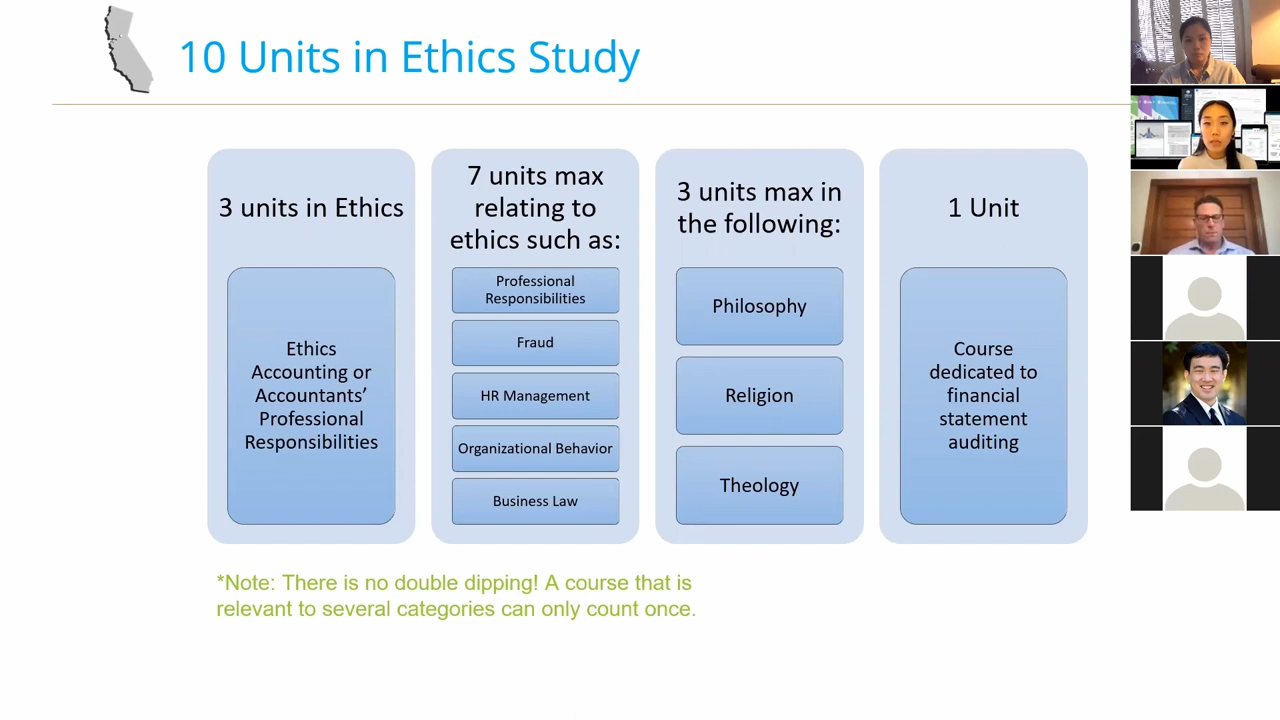 10 Units in Ethics Study
3 units in Ethics
Ethics
Accounting or
Accountants’
Professional
Responsibilities
7 units max
relating to
ethics such as:
Professional
Responsibilities
Fraud
HR Management
Organizational Behavior
Business Law
3 units max in
the following:
Philosophy
Religion
Theology
1 Unit
Course
dedicated to
financial
statement
auditing
*Note: There is no double dipping! A course that is
relevant to several categories can only count once.